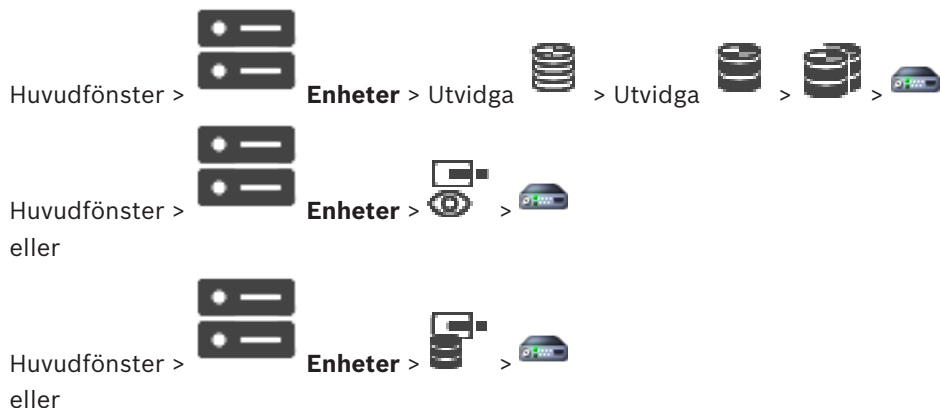 Huvudfönster > Enheter > Utvidga > Utvidga > >
Huvudfönster > Enheter > >
eller
Huvudfönster > Enheter > >
eller